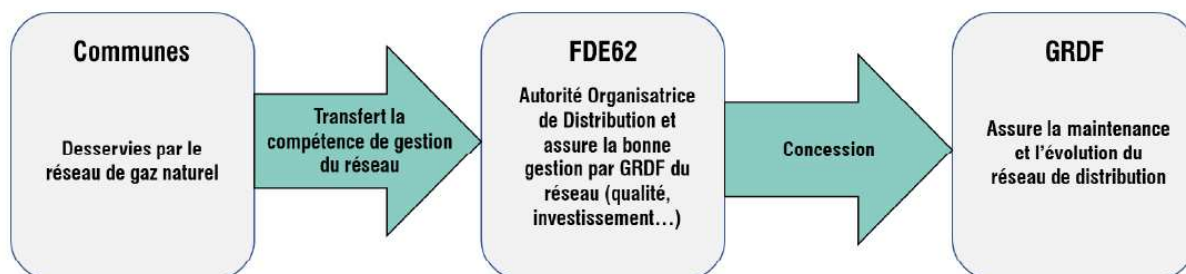 Communes
Desservies par le
réseau de gaz naturel
Transfert la
compétence de gestion
du réseau
FDE62
Autorité Organisatrice
de Distribution et
assure la bonne
gestion par GRDF du
réseau (qualité,
investissement...)
Concession
GRDF
Assure la maintenance
et l'évolution du
réseau de distribution